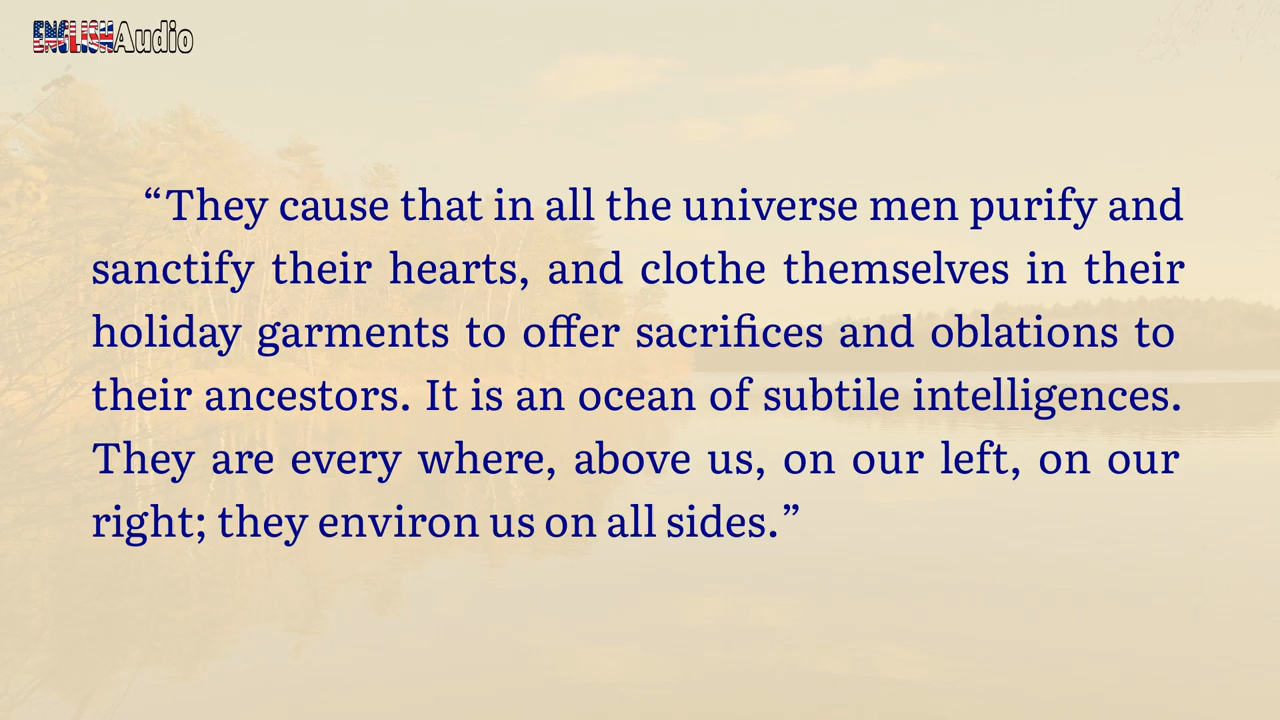 ENGLISHAudio
“They cause that in all the universe men purify and
sanctify their hearts, and clothe themselves in their
holiday garments to offer sacrifices and oblations to
their ancestors. It is an ocean of subtile intelligences.
They are every where, above us, on our left, on our
right; they environ us on all sides.”